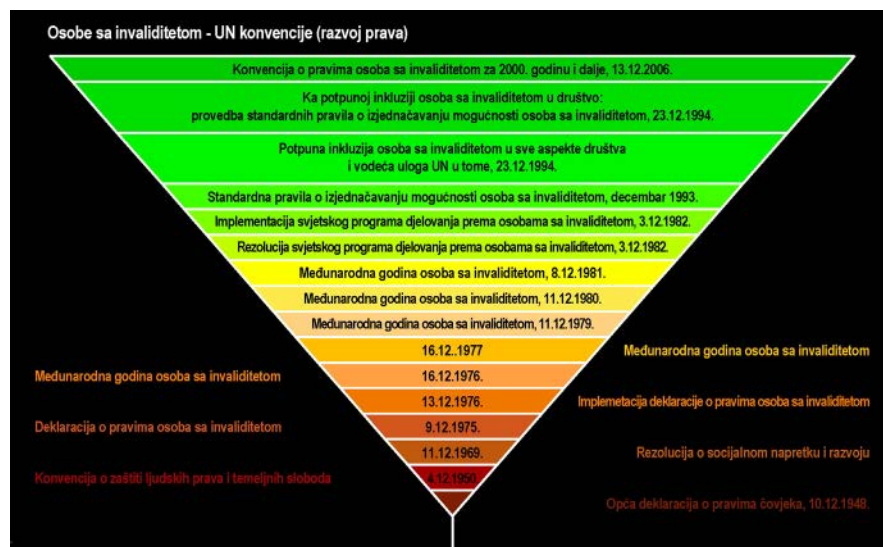 Osobe sa invaliditetom - UN konvencije (razvoj prava)
Konvencija o pravima osoba sa invaliditetom za 2000. godinu i dalje, 13.12.2006.
Ka potpunoj inkluziji osoba sa invaliditetom u društvo:
provedba standardnih pravila o izjednačavanju mogućnosti osoba sa invaliditetom, 23.12.1994.
Potpuna inkluzija osoba sa invaliditetom u sve aspekte društva
i vodeća uloga UN u tome, 23.12.1994.
Standardna pravila o izjednačavanju mogućnosti osoba sa invaliditetom, decembar 1993.
Implementacija svjetskog programa djelovanja prema osobama sa invaliditetom, 3.12.1982.
Rezolucija svjetskog programa djelovanja prema osobama sa invaliditetom, 3.12.1982.
Međunarodna godina osoba sa invaliditetom, 8.12.1981.
Međunarodna godina osoba sa invaliditetom, 11.12.1980.
Međunarodna godina osoba sa invaliditetom, 11.12.1979.
16.12..1977
Međunarodna godina osoba sa invaliditetom
Međunarodna godina osoba sa invaliditetom
16.12.1976.
13.12.1976.
Implemetacija deklaracije o pravima osoba sa invaliditetom
Deklaracija o pravima osoba sa invaliditetom
9.12.1975.
11.12.1969.
Rezolucija o socijalnom napretku i razvoju
Konvencija o zaštiti ljudskih prava i temeljnih sloboda
4.12.1950.
Opća deklaracija o pravima čovjeka, 10.12.1948.